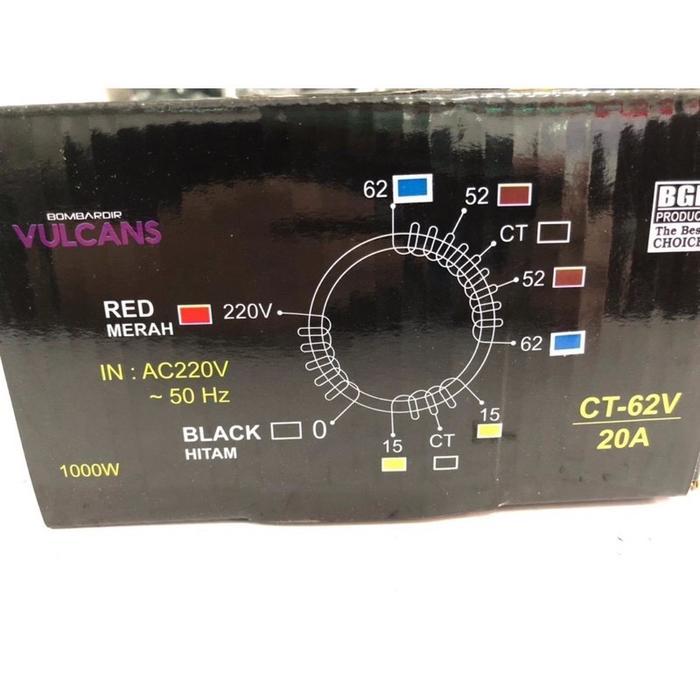 BOMBARDIR
VULCANS
62
52
CT
52
62
RED
MERAH
220V
IN : AC220V
~ 50 Hz
BLACK
HITAM
0
15
CT
15
1000W
CT-62V
20A
PRODUC
The Bes
CHOICE